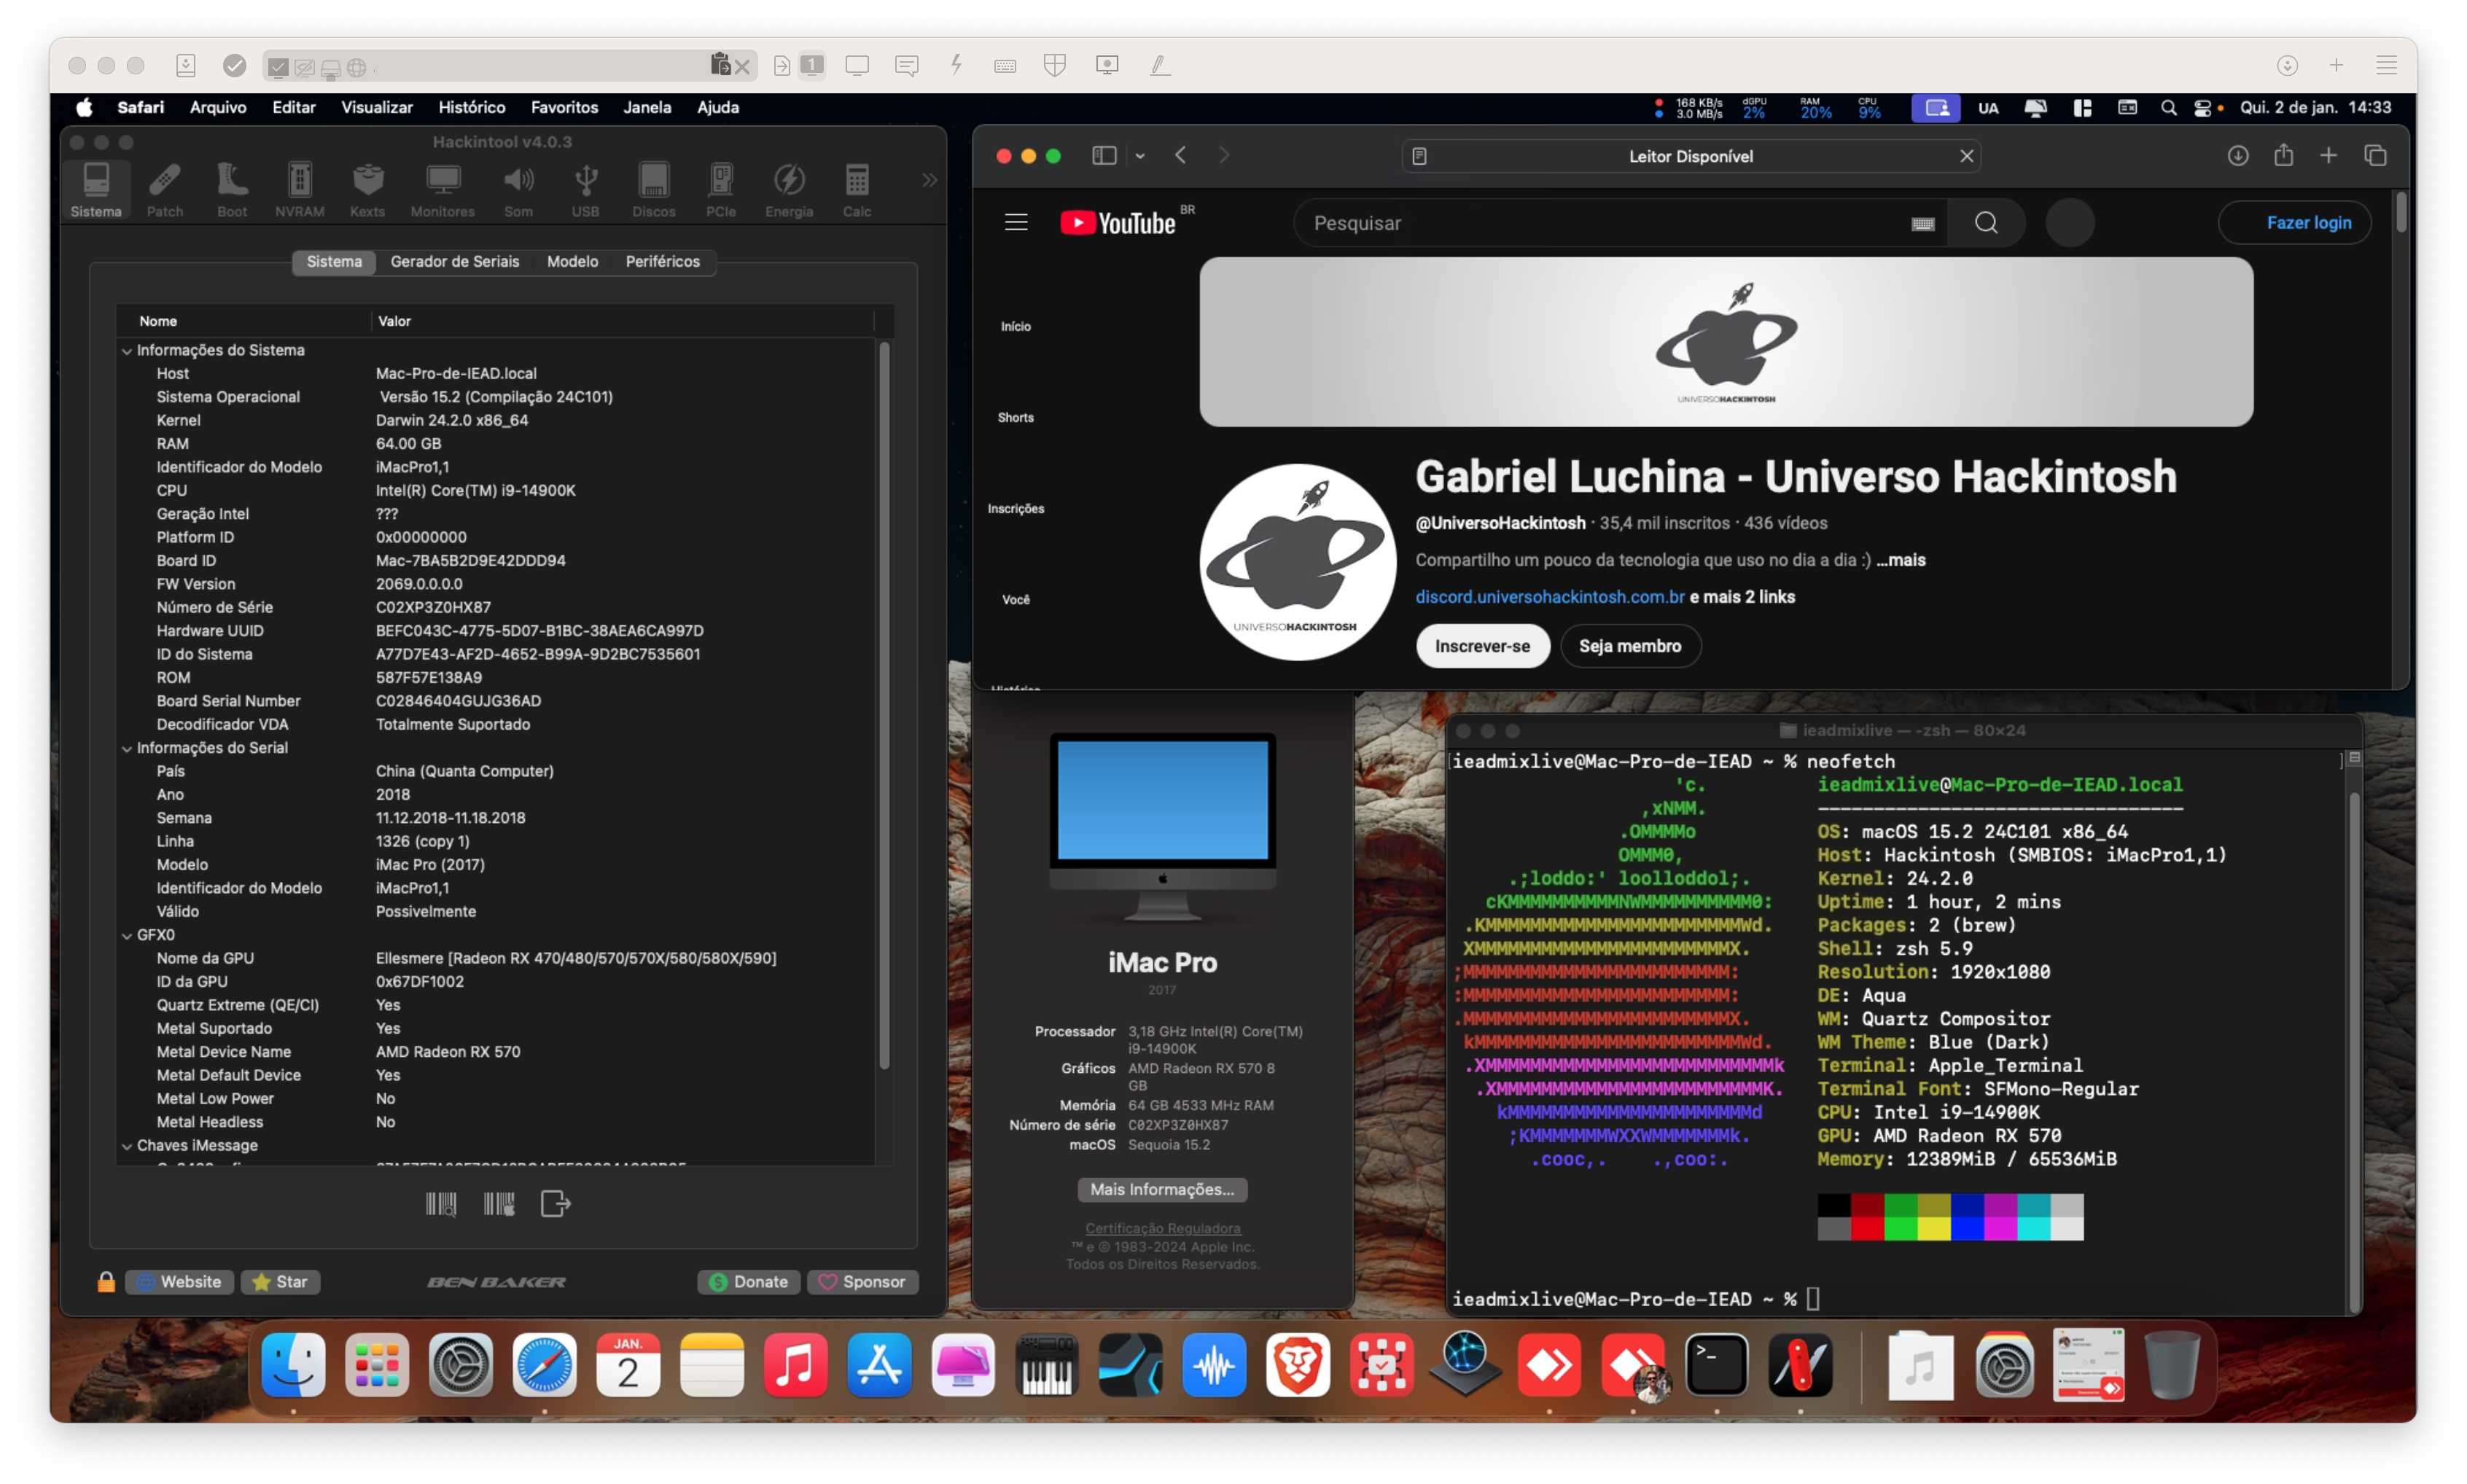 1
Safari Arquivo Editar Visualizar Histórico Favoritos Janela Ajuda
168 KB/s
3.0 MB/s
dGPU
2%
RAM
20%
CPU
9%
UA
Qui. 2 de jan. 14:33
Hackintool v4.0.3
Sistema Patch Boot NVRAM Kexts Monitores Som USB Discos PCIe Energia Calc
Sistema Gerador de Seriais Modelo Periféricos
Nome Valor
Informações do Sistema
Host Mac-Pro-de-IEAD.local
Sistema Operacional Versão 15.2 (Compilação 24C101)
Kernel Darwin 24.2.0 x86_64
RAM 64.00 GB
Identificador do Modelo iMacPro1,1
CPU Intel(R) Core(TM) i9-14900K
Geração Intel ???
Platform ID 0x00000000
Board ID Mac-7BA5B2D9E42DDD94
FW Version 2069.0.0.0.0
Número de Série C02XP3Z0HX87
Hardware UUID BEFC043C-4775-5D07-B1BC-38AEA6CA997D
ID do Sistema A77D7E43-AF2D-4652-B99A-9D2BC7535601
ROM 587F57E138A9
Board Serial Number C02846404GUJG36AD
Decodificador VDA Totalmente Suportado
Informações do Serial
País China (Quanta Computer)
Ano 2018
Semana 11.12.2018-11.18.2018
Linha 1326 (copy 1)
Modelo iMac Pro (2017)
Identificador do Modelo iMacPro1,1
Válido Possivelmente
GFX0
Nome da GPU Ellesmere [Radeon RX 470/480/570/570X/580/580X/590]
ID da GPU 0x67DF1002
Quartz Extreme (QE/CI) Yes
Metal Suportado Yes
Metal Device Name AMD Radeon RX 570
Metal Default Device Yes
Metal Low Power No
Metal Headless No
Chaves iMessage
Website Star BEN BAKER Donate Sponsor
Leitor Disponível
YouTube BR
Pesquisar
Fazer login
Início
Shorts
Inscrições
Você
UNIVERSOHACKINTOSH
UNIVERSOHACKINTOSH
Gabriel Luchina - Universo Hackintosh
@UniversoHackintosh · 35,4 mil inscritos · 436 vídeos
Compartilho um pouco da tecnologia que uso no dia a dia :) ...mais
discord.universohackintosh.com.br e mais 2 links
Inscrever-se Seja membro
iMac Pro
2017
Processador 3,18 GHz Intel(R) Core(TM)
i9-14900K
Gráficos AMD Radeon RX 570 8
GB
Memória 64 GB 4533 MHz RAM
Número de série C02XP3Z0HX87
macOS Sequoia 15.2
Mais Informações...
Certificação Reguladora
™ e © 1983-2024 Apple Inc.
Todos os Direitos Reservados.
ieadmixlive — -zsh — 80×24
[ieadmixlive@Mac-Pro-de-IEAD ~ % neofetch ]
'c. ieadmixlive@Mac-Pro-de-IEAD.local
,xNMM. ---------------------------------
.OMMMMo OS: macOS 15.2 24C101 x86_64
OMMM0, Host: Hackintosh (SMBIOS: iMacPro1,1)
.;loddo:' loolloddol;. Kernel: 24.2.0
cKMMMMMMMMMMNWMMMMMMMMMM0: Uptime: 1 hour, 2 mins
.KMMMMMMMMMMMMMMMMMMMMMMMWd. Packages: 2 (brew)
XMMMMMMMMMMMMMMMMMMMMMMMX. Shell: zsh 5.9
;MMMMMMMMMMMMMMMMMMMMMMMM: Resolution: 1920x1080
:MMMMMMMMMMMMMMMMMMMMMMMM: DE: Aqua
.MMMMMMMMMMMMMMMMMMMMMMMMX. WM: Quartz Compositor
kMMMMMMMMMMMMMMMMMMMMMMMMWd. WM Theme: Blue (Dark)
.XMMMMMMMMMMMMMMMMMMMMMMMMMMk Terminal: Apple_Terminal
.XMMMMMMMMMMMMMMMMMMMMMMMMK. Terminal Font: SFMono-Regular
kMMMMMMMMMMMMMMMMMMMMMMd CPU: Intel i9-14900K
;KMMMMMMMWXXWMMMMMMMk. GPU: AMD Radeon RX 570
.cooc,. .,coo:. Memory: 12389MiB / 65536MiB
ieadmixlive@Mac-Pro-de-IEAD ~ %
JAN.
2